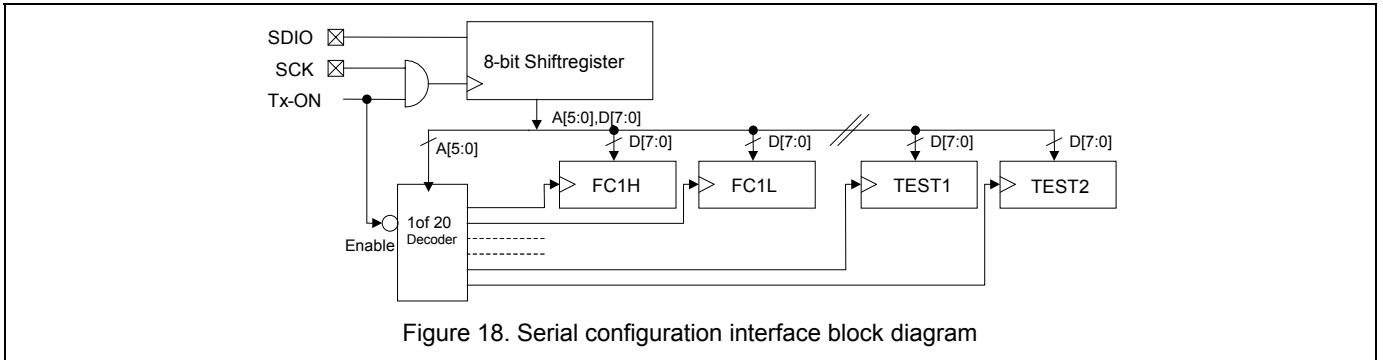 SDIO
SCK
Tx-ON
8-bit Shiftregister
A[5:0],D[7:0]
A[5:0]
D[7:0]
D[7:0]
D[7:0]
D[7:0]
FC1H
FC1L
TEST1
TEST2
Enable
1of 20
Decoder
Figure 18. Serial configuration interface block diagram